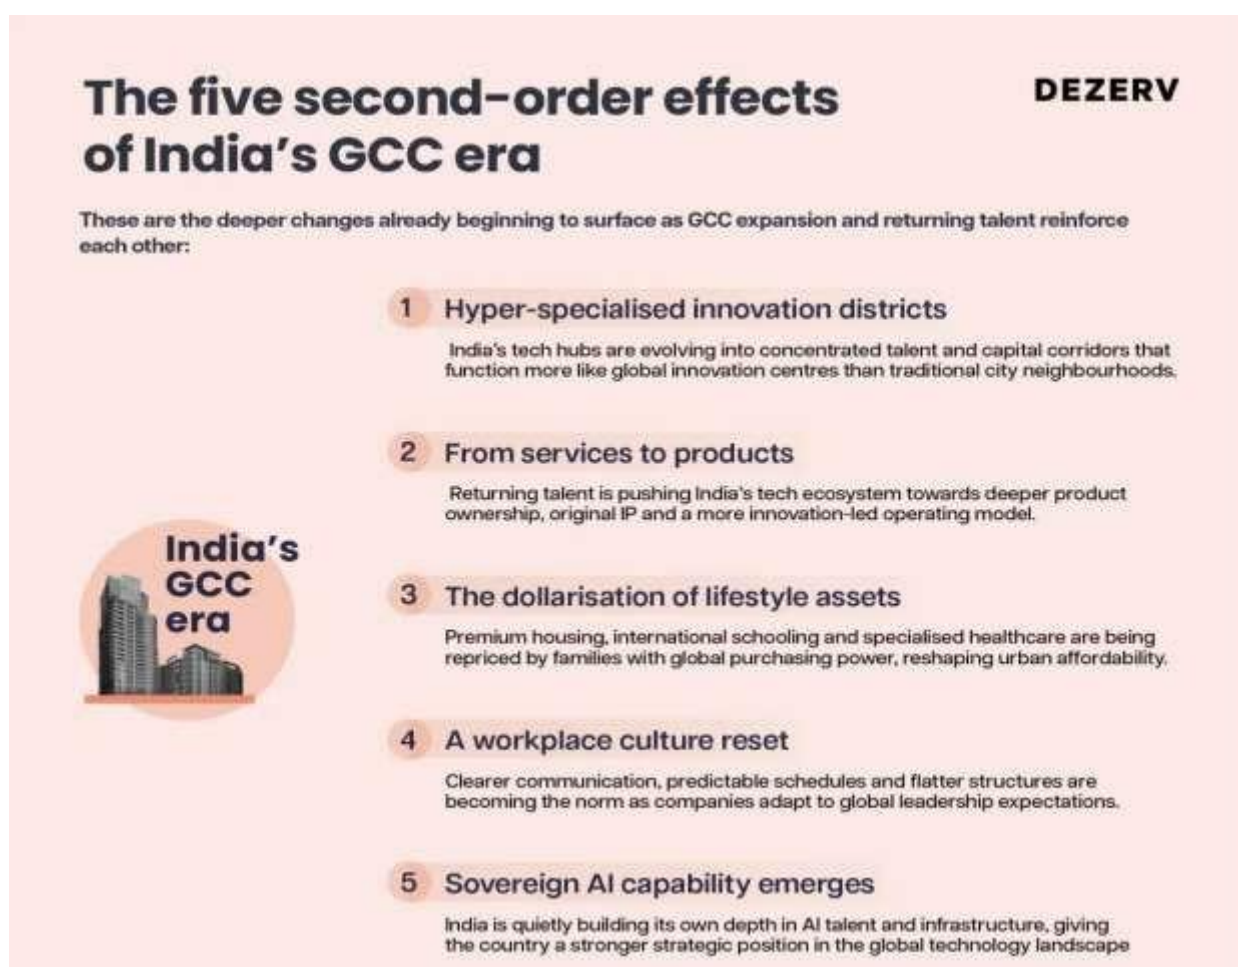 The five second-order effects
of India's GCC era
DEZERV
These are the deeper changes already beginning to surface as GCC expansion and returning talent reinforce
each other:
1 Hyper-specialised innovation districts
India's tech hubs are evolving into concentrated talent and capital corridors that
function more like global innovation centres than traditional city neighbourhoods.
2 From services to products
Returning talent is pushing India's tech ecosystem towards deeper product
ownership, original IP and a more innovation-led operating model.
India's
GCC
era
3 The dollarisation of lifestyle assets
Premium housing, international schooling and specialised healthcare are being
repriced by families with global purchasing power, reshaping urban affordability.
4 A workplace culture reset
Clearer communication, predictable schedules and flatter structures are
becoming the norm as companies adapt to global leadership expectations.
5 Sovereign AI capability emerges
India is quietly building its own depth in AI talent and infrastructure, giving
the country a stronger strategic position in the global technology landscape